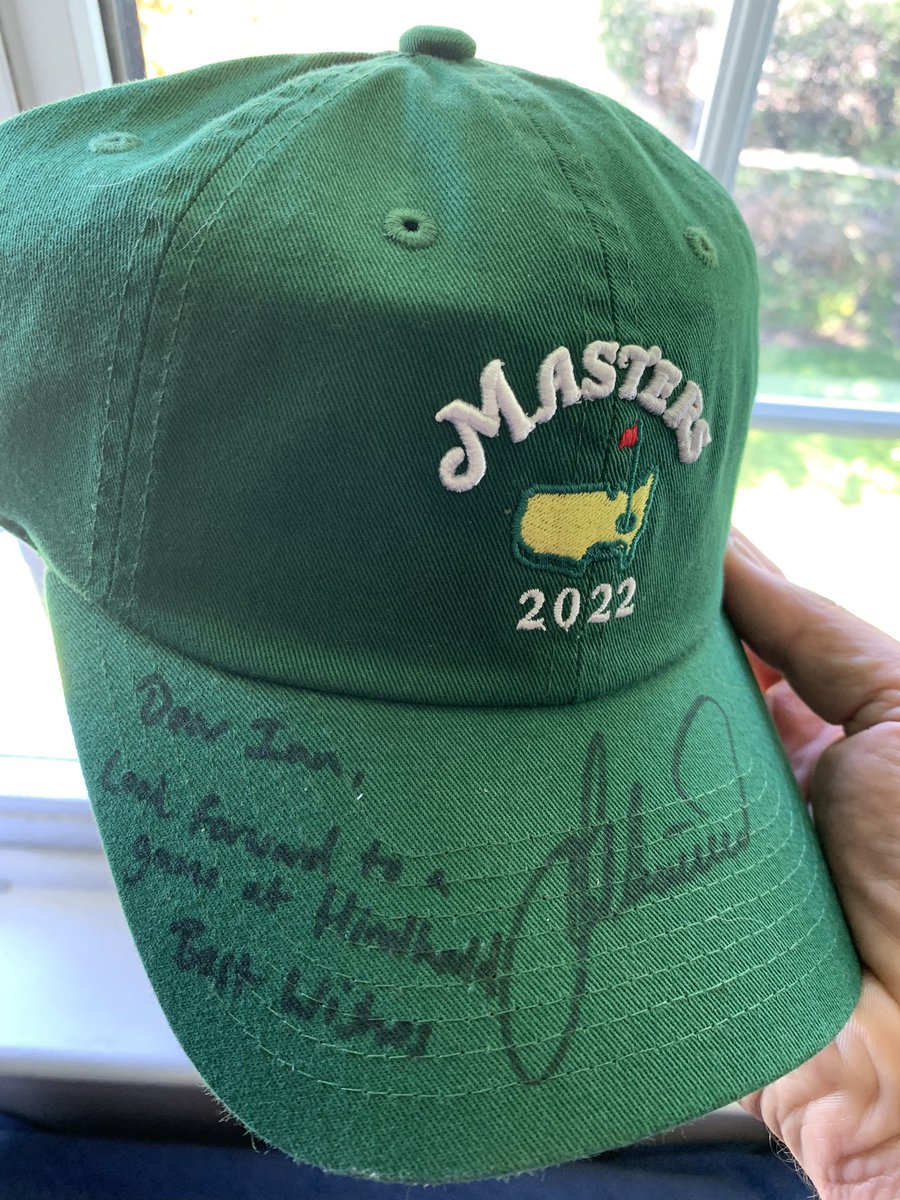 MASTERS
2022
Dear Ian,
Look forward to a
game at Hindhead
Best Wishes